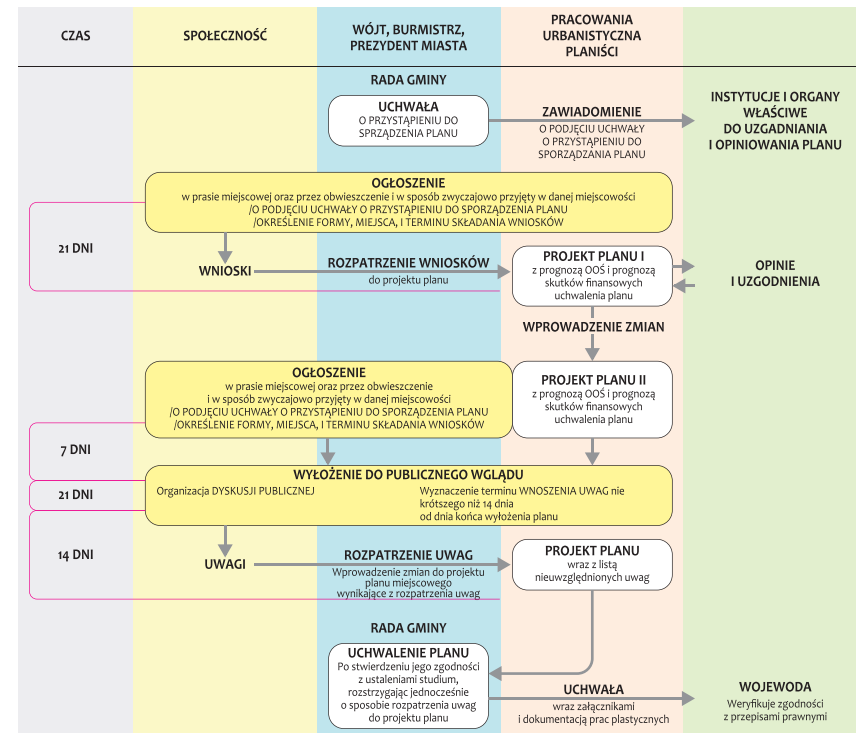 CZAS
SPOŁECZNOŚĆ
WÓJT, BURMISTRZ,
PREZYDENT MIASTA
PRACOWANIA
URBANISTYCZNA
PLANIŚCI
RADA GMINY
UCHWAŁA
O PRZYSTĄPIENIU DO
SPRZĄDZENIA PLANU
ZAWIADOMIENIE
O PODJĘCIU UCHWAŁY
O PRZYSTĄPIENIU DO
SPORZĄDZANIA PLANU
INSTYTUCJE I ORGANY
WŁAŚCIWE
DO UZGADNIANIA
I OPINIOWANIA PLANU
OGŁOSZENIE
w prasie miejscowej oraz przez obwieszczenie i w sposób zwyczajowo przyjęty w danej miejscowości
/O PODJĘCIU UCHWAŁY O PRZYSTĄPIENIU DO SPORZĄDZENIA PLANU
/OKREŚLENIE FORMY, MIEJSCA, I TERMINU SKŁADANIA WNIOSKÓW
21 DNI
WNIOSKI
ROZPATRZENIE WNIOSKÓW
do projektu planu
PROJEKT PLANU I
z prognozą OOŚ i prognozą
skutków finansowych
uchwalenia planu
OPINIE
I UZGODNIENIA
WPROWADZENIE ZMIAN
OGŁOSZENIE
w prasie miejscowej oraz przez obwieszczenie
i w sposób zwyczajowo przyjęty w danej miejscowości
/O PODJĘCIU UCHWAŁY O PRZYSTĄPIENIU DO SPORZĄDZENIA PLANU
/OKREŚLENIE FORMY, MIEJSCA, I TERMINU SKŁADANIA WNIOSKÓW
PROJEKT PLANU II
z prognozą OOŚ i prognozą
skutków finansowych
uchwalenia planu
7 DNI
WYŁOŻENIE DO PUBLICZNEGO WGLĄDU
Organizacja DYSKUSJI PUBLICZNEJ
Wyznaczenie terminu WNOSZENIA UWAG nie
krótszego niż 14 dnia
od dnia końca wyłożenia planu
21 DNI
14 DNI
UWAGI
ROZPATRZENIE UWAG
Wprowadzenie zmian do projektu
planu miejscowego
wynikające z rozpatrzenia uwag
PROJEKT PLANU
wraz z listą
nieuwzględnionych uwag
RADA GMINY
UCHWALENIE PLANU
Po stwierdzeniu jego zgodności
z ustaleniami studium,
rozstrzygając jednocześnie
o sposobie rozpatrzenia uwag
do projektu planu
UCHWAŁA
wraz załącznikami
i dokumentacją prac plastycznych
WOJEWODA
Weryfikuje zgodności
z przepisami prawnymi